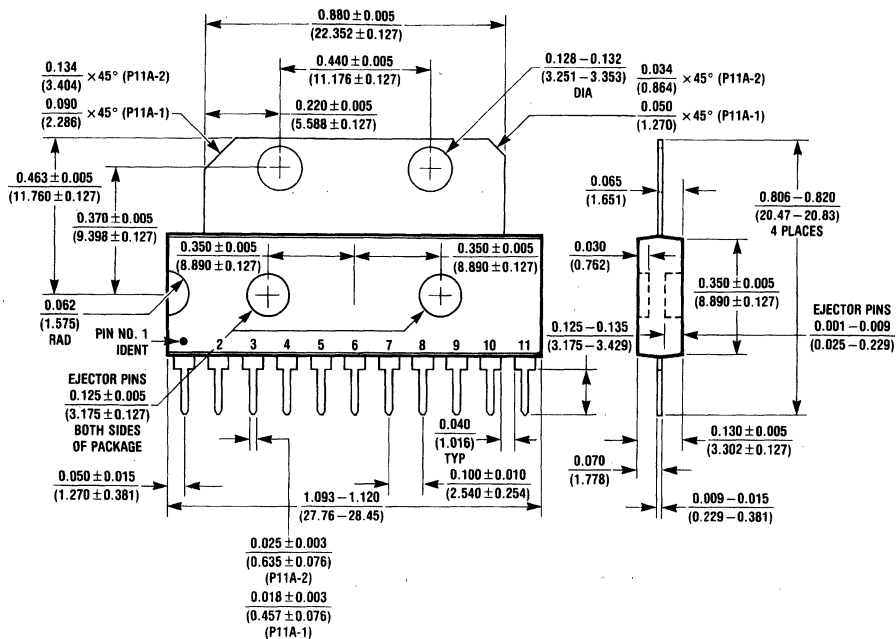 0.880 ± 0.005
(22.352 ± 0.127)
0.440 ± 0.005
(11.176 ± 0.127)
0.220 ± 0.005
(5.588 ± 0.127)
0.134
(3.404)
× 45° (P11A-2)
0.090
(2.286)
× 45° (P11A-1)
0.128 – 0.132
(3.251 – 3.353)
DIA
0.034
(0.864)
× 45° (P11A-2)
0.050
(1.270)
× 45° (P11A-1)
0.463 ± 0.005
(11.760 ± 0.127)
0.370 ± 0.005
(9.398 ± 0.127)
0.065
(1.651)
0.806 – 0.820
(20.47 – 20.83)
4 PLACES
0.350 ± 0.005
(8.890 ± 0.127)
0.350 ± 0.005
(8.890 ± 0.127)
0.030
(0.762)
0.350 ± 0.005
(8.890 ± 0.127)
0.062
(1.575)
RAD
PIN NO. 1
IDENT
2 3 4 5 6 7 8 9 10 11
0.125 – 0.135
(3.175 – 3.429)
EJECTOR PINS
0.001 – 0.009
(0.025 – 0.229)
EJECTOR PINS
0.125 ± 0.005
(3.175 ± 0.127)
BOTH SIDES
OF PACKAGE
0.040
(1.016)
TYP
0.130 ± 0.005
(3.302 ± 0.127)
0.050 ± 0.015
(1.270 ± 0.381)
0.100 ± 0.010
(2.540 ± 0.254)
0.070
(1.778)
1.093 – 1.120
(27.76 – 28.45)
0.009 – 0.015
(0.229 – 0.381)
0.025 ± 0.003
(0.635 ± 0.076)
(P11A-2)
0.018 ± 0.003
(0.457 ± 0.076)
(P11A-1)